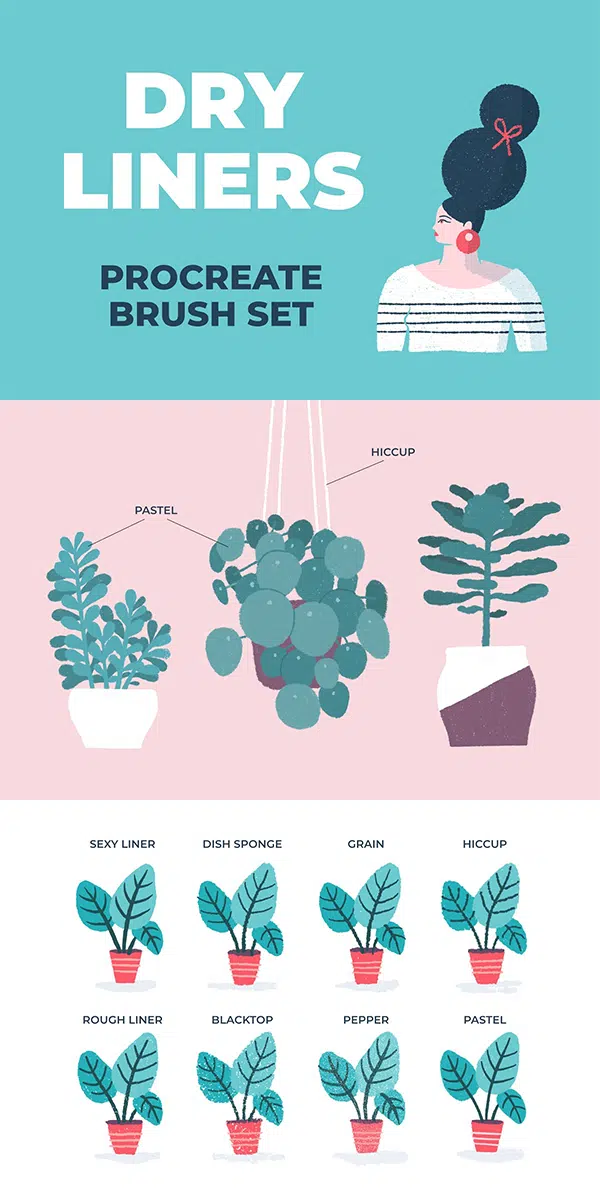 DRY
LINERS
PROCREATE
BRUSH SET
HICCUP
PASTEL
SEXY LINER
DISH SPONGE
GRAIN
HICCUP
ROUGH LINER
BLACKTOP
PEPPER
PASTEL